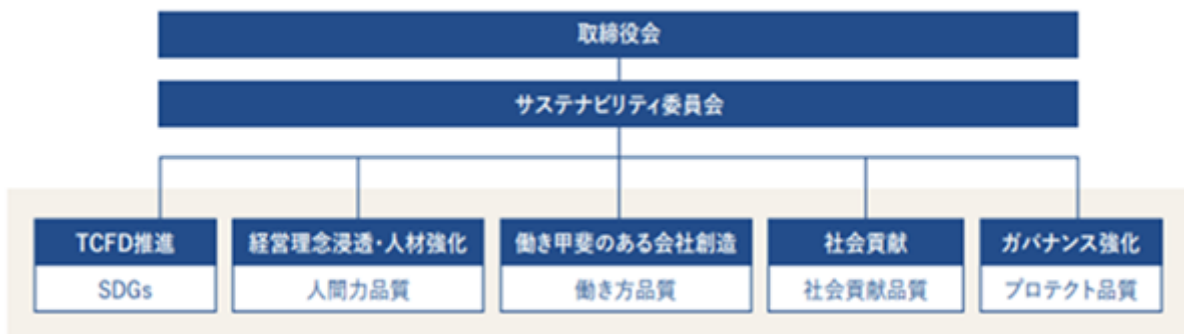 取締役会
サステナビリティ委員会
TCFD推進
SDGs
経営理念浸透・人材強化
人間力品質
働き甲斐のある会社創造
働き方品質
社会貢献
社会貢献品質
ガバナンス強化
プロテクト品質